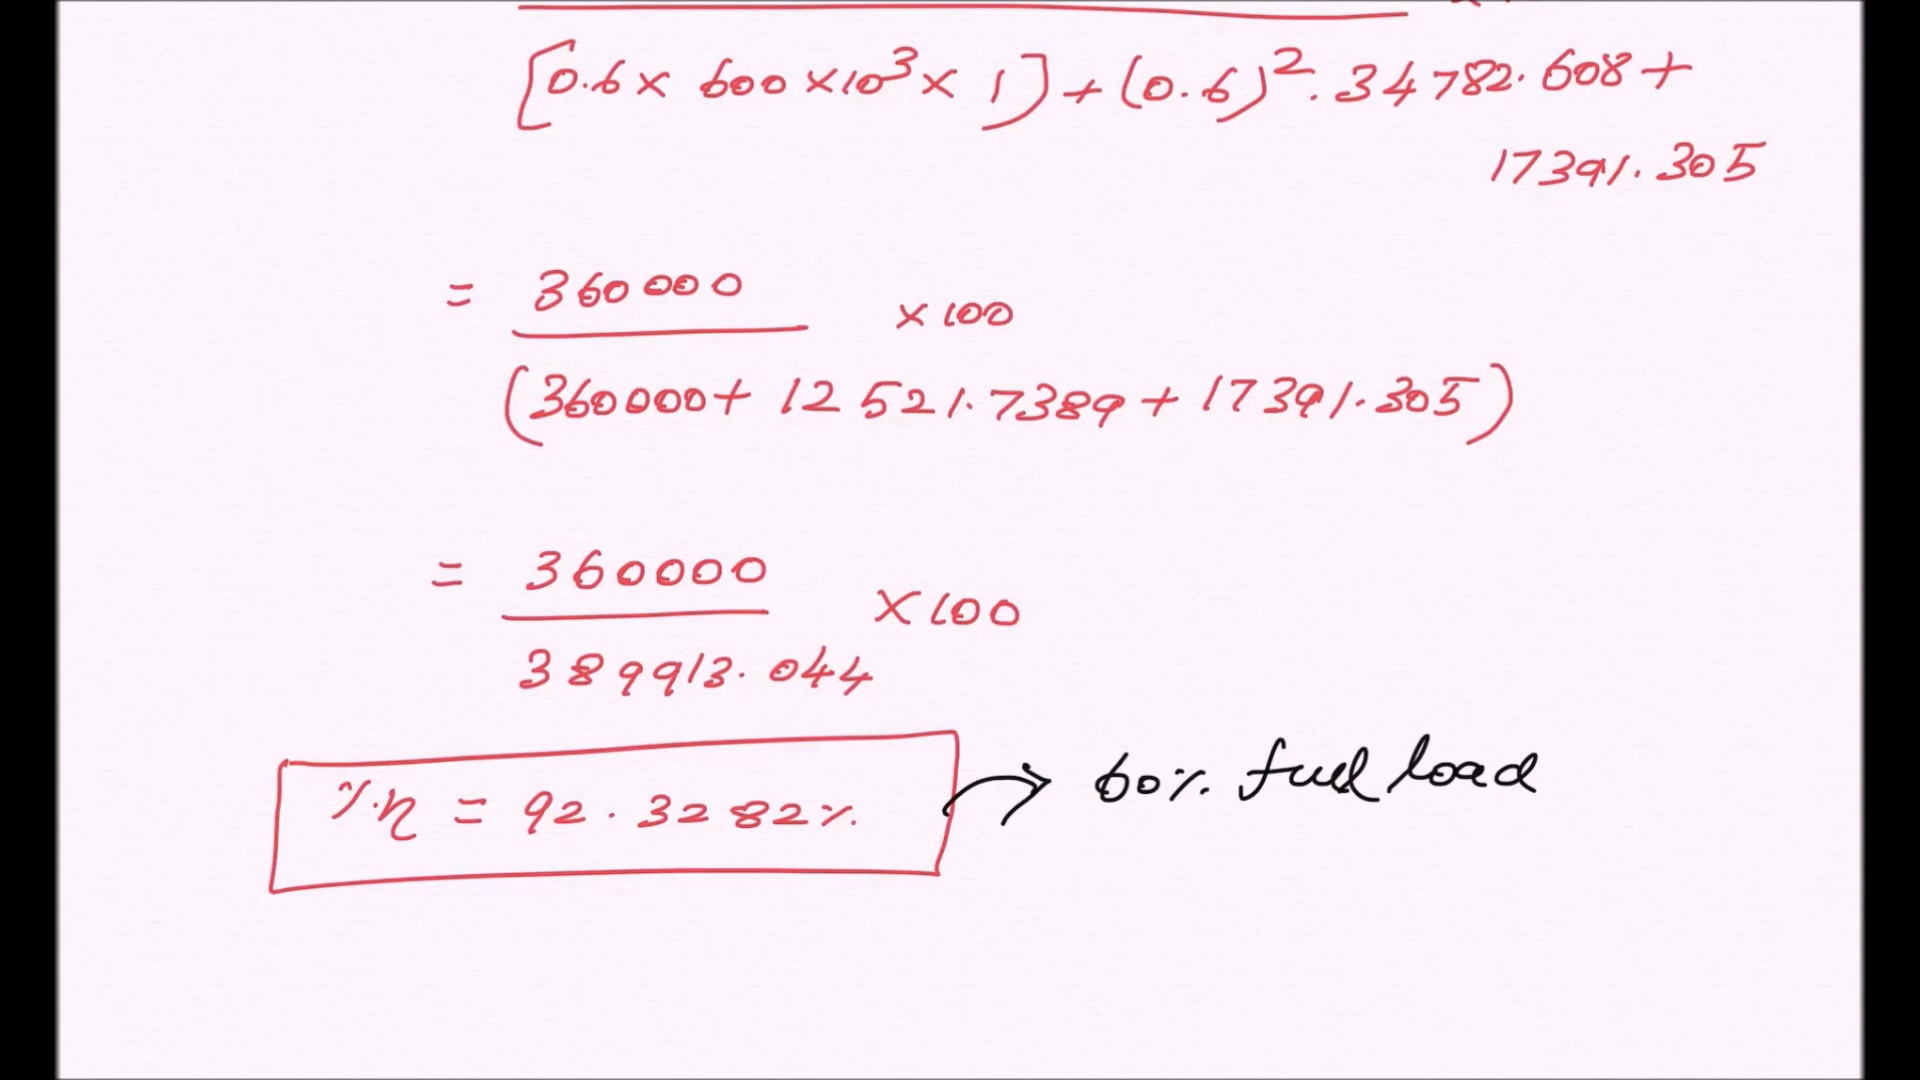 [0.6 × 600 × 10³ × 1] + (0.6)². 34782.608 +
17391.305
= 360000 / (360000 + 12521.7389 + 17391.305) × 100
= 360000 / 389913.044 × 100
%η = 92.3282% → 60% full load